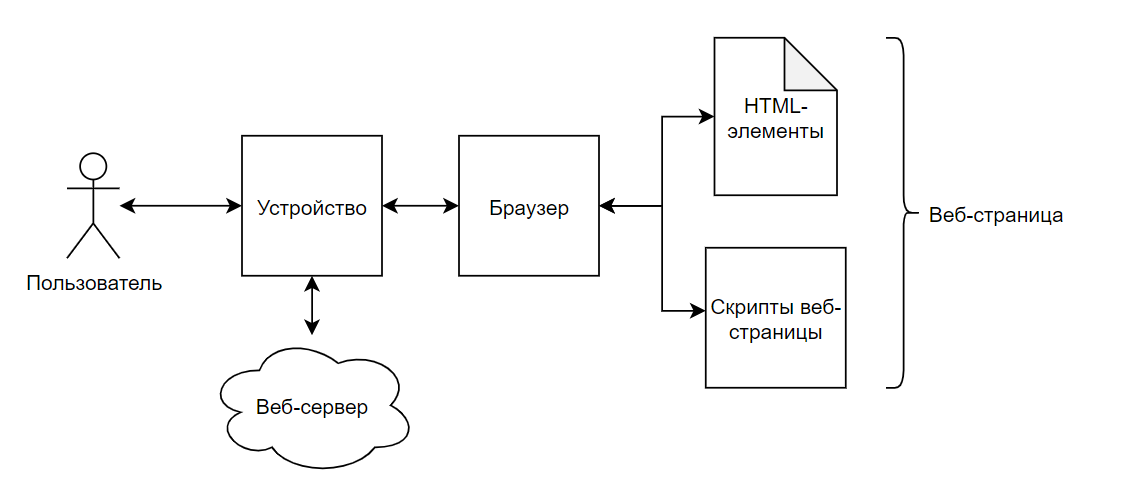 HTML-
элементы
Устройство
Браузер
Веб-страница
Пользователь
Скрипты веб-
страницы
Веб-сервер